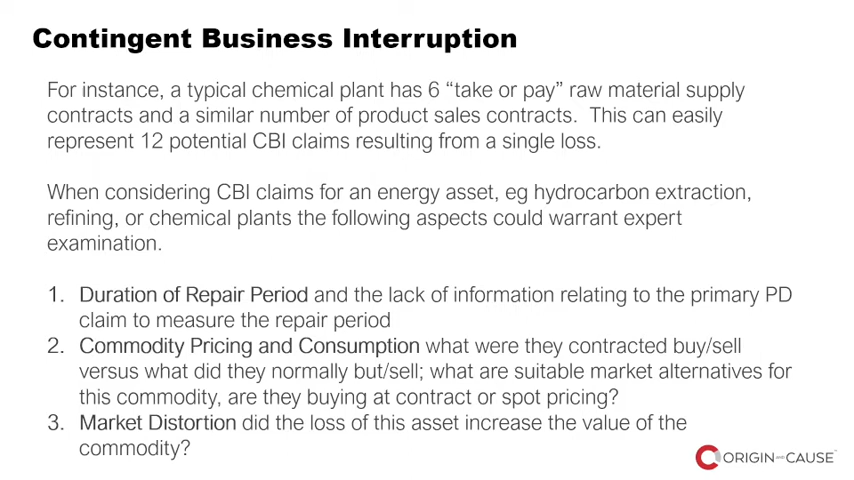 Contingent Business Interruption
For instance, a typical chemical plant has 6 “take or pay” raw material supply
contracts and a similar number of product sales contracts.  This can easily
represent 12 potential CBI claims resulting from a single loss.
When considering CBI claims for an energy asset, eg hydrocarbon extraction,
refining, or chemical plants the following aspects could warrant expert
examination.
1. Duration of Repair Period and the lack of information relating to the primary PD
claim to measure the repair period
2. Commodity Pricing and Consumption what were they contracted buy/sell
versus what did they normally but/sell; what are suitable market alternatives for
this commodity, are they buying at contract or spot pricing?
3. Market Distortion did the loss of this asset increase the value of the
commodity?
ORIGIN AND CAUSE